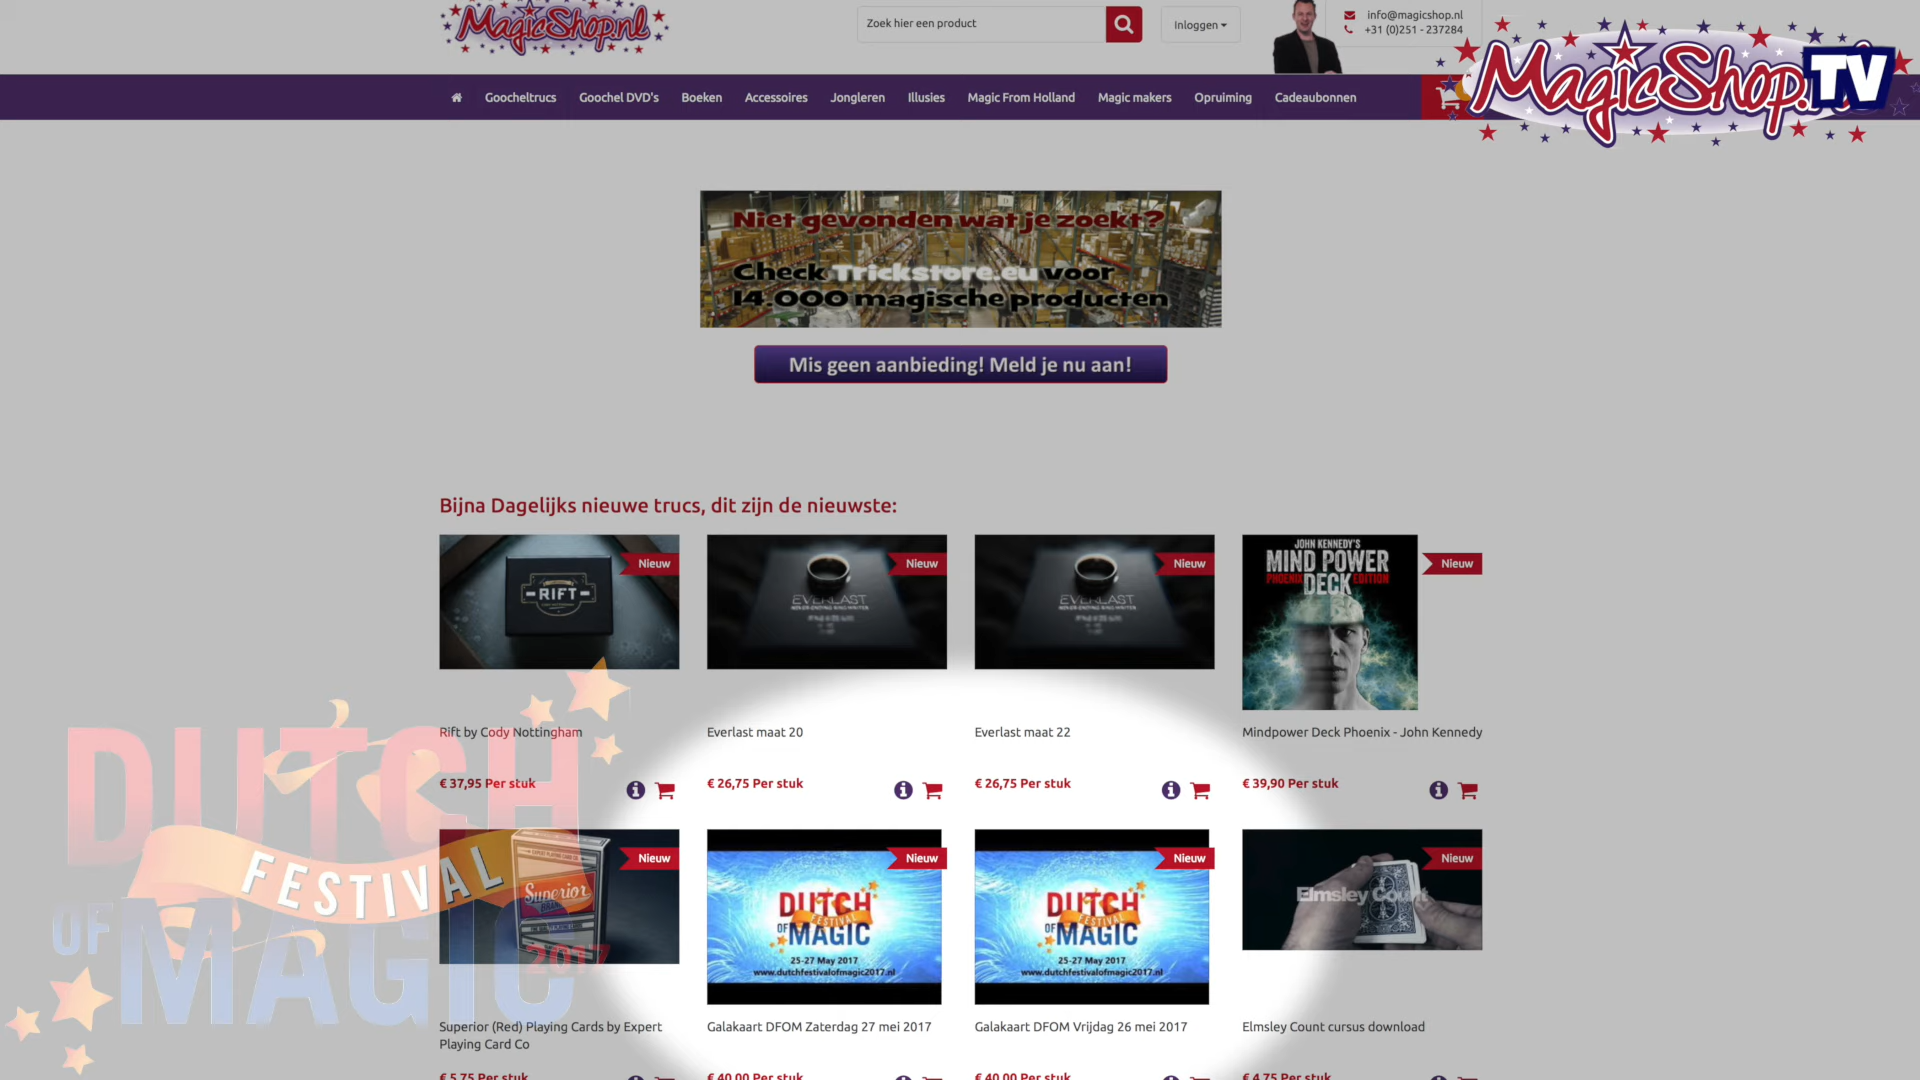 MagicShop.nl
Zoek hier een product
Inloggen
info@magicshop.nl
+31 (0)251 - 237284
MagicShop.TV
Goocheltrucs
Goochel DVD's
Boeken
Accessoires
Jongleren
Illusies
Magic From Holland
Magic makers
Opruiming
Cadeaubonnen
Niet gevonden wat je zoekt?
Check Trickstore.eu voor
14.000 magische producten
Mis geen aanbieding! Meld je nu aan!
Bijna Dagelijks nieuwe trucs, dit zijn de nieuwste:
RIFT
Nieuw
EVERLAST
Nieuw
EVERLAST
Nieuw
JOHN KENNEDY'S
MIND POWER
PHOENIX DECK EDITION
Nieuw
Rift by Cody Nottingham
Everlast maat 20
Everlast maat 22
Mindpower Deck Phoenix - John Kennedy
€ 37,95 Per stuk
€ 26,75 Per stuk
€ 26,75 Per stuk
€ 39,90 Per stuk
DUTCH
FESTIVAL
OF MAGIC
2017
Superior
Nieuw
DUTCH
FESTIVAL
OF MAGIC
25-27 May 2017
www.dutchfestivalofmagic2017.nl
Nieuw
DUTCH
FESTIVAL
OF MAGIC
25-27 May 2017
www.dutchfestivalofmagic2017.nl
Nieuw
Elmsley Count
Nieuw
Superior (Red) Playing Cards by Expert
Playing Card Co
Galakaart DFOM Zaterdag 27 mei 2017
Galakaart DFOM Vrijdag 26 mei 2017
Elmsley Count cursus download
€ 5,75 Per stuk
€ 40,00 Per stuk
€ 40,00 Per stuk
€ 4,75 Per stuk